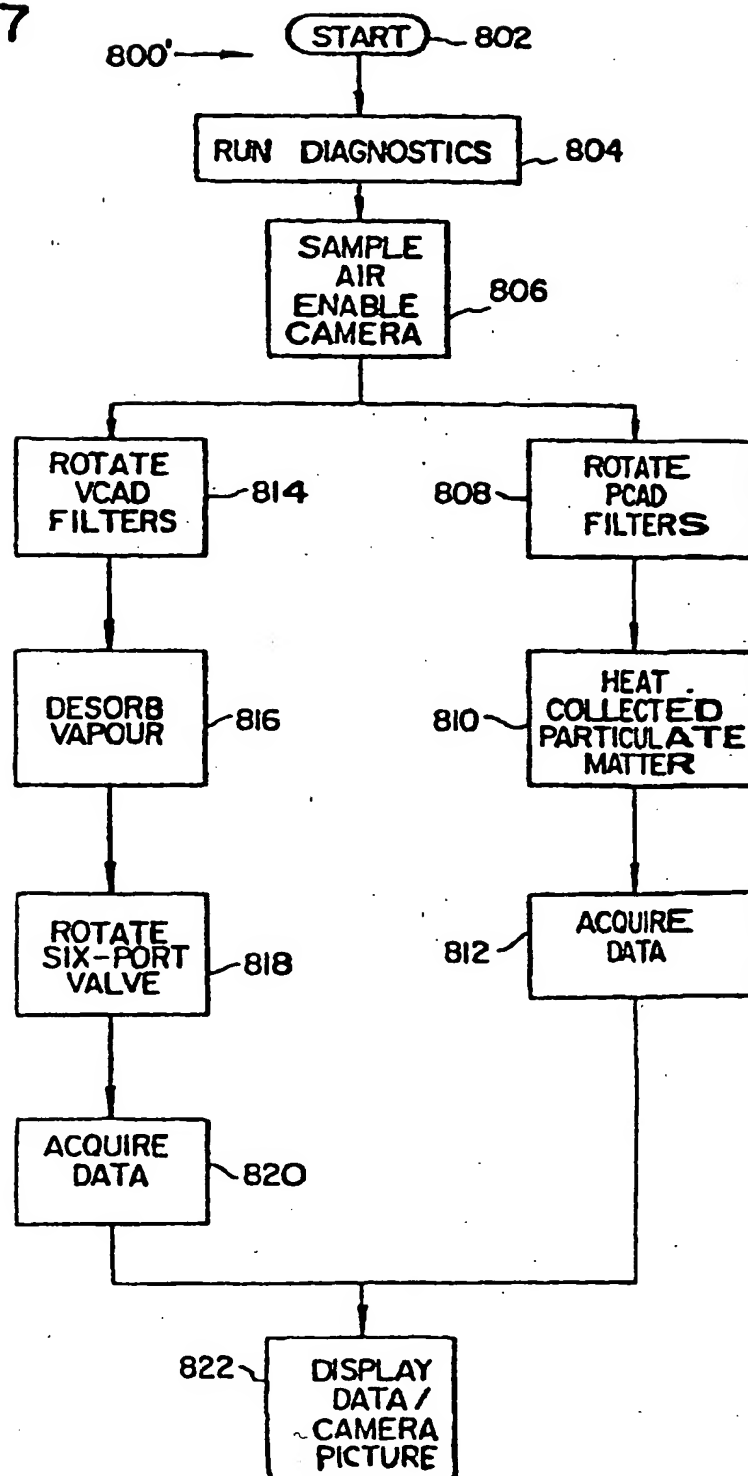 7
800'
START
802
RUN DIAGNOSTICS
804
SAMPLE
AIR
ENABLE
CAMERA
806
ROTATE
VCAD
FILTERS
814
808
ROTATE
PCAD
FILTERS
DESORB
VAPOUR
816
810
HEAT
COLLECTED
PARTICULATE
MATTER
ROTATE
SIX-PORT
VALVE
818
812
ACQUIRE
DATA
ACQUIRE
DATA
820
822
DISPLAY
DATA/
CAMERA
PICTURE